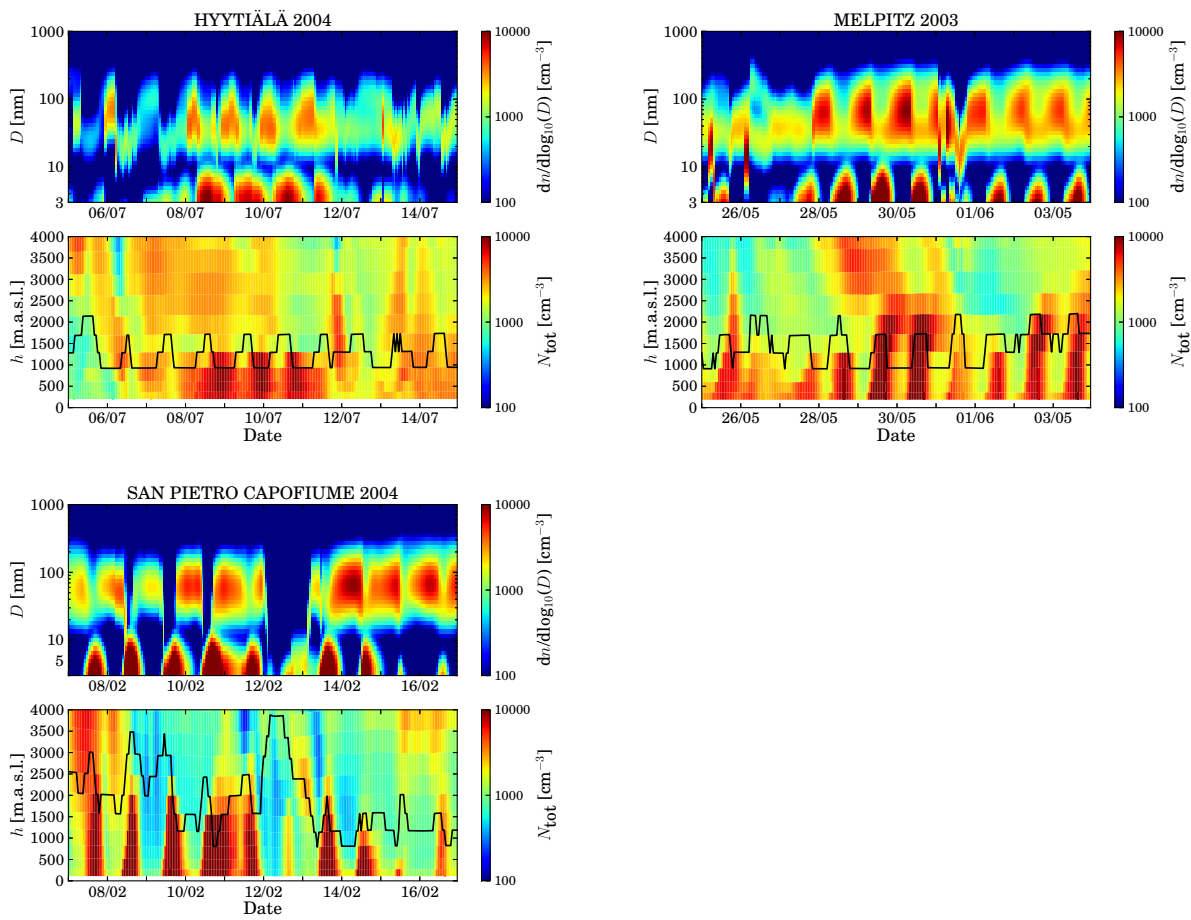 HYYTIÄLÄ 2004
1000
100
10
3
D [nm]
06/07 08/07 10/07 12/07 14/07
10000
1000
100
dn/dlog₁₀(D) [cm⁻³]
4000
3500
3000
2500
2000
1500
1000
500
0
h [m.a.s.l.]
06/07 08/07 10/07 12/07 14/07
Date
10000
1000
100
N_tot [cm⁻³]
MELPITZ 2003
1000
100
10
3
D [nm]
26/05 28/05 30/05 01/06 03/05
10000
1000
100
dn/dlog₁₀(D) [cm⁻³]
4000
3500
3000
2500
2000
1500
1000
500
0
h [m.a.s.l.]
26/05 28/05 30/05 01/06 03/05
Date
10000
1000
100
N_tot [cm⁻³]
SAN PIETRO CAPOFIUME 2004
1000
100
10
5
D [nm]
08/02 10/02 12/02 14/02 16/02
10000
1000
100
dn/dlog₁₀(D) [cm⁻³]
4000
3500
3000
2500
2000
1500
1000
500
0
h [m.a.s.l.]
08/02 10/02 12/02 14/02 16/02
Date
10000
1000
100
N_tot [cm⁻³]